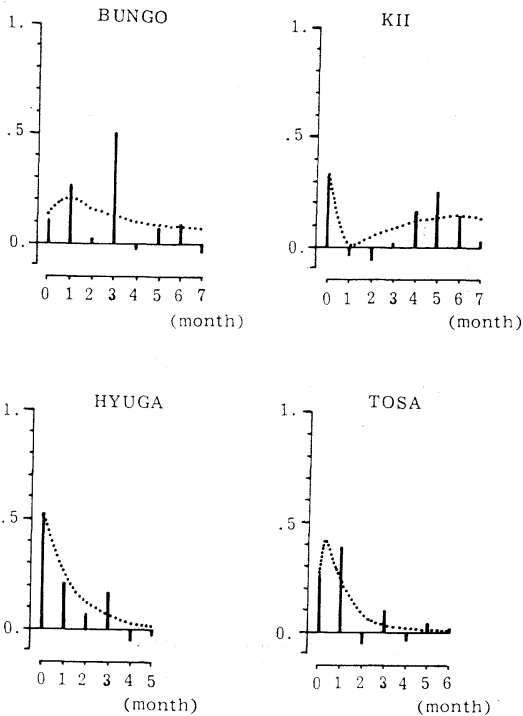 BUNGO
1.
.5
0.
0 1 2 3 4 5 6 7
(month)
KII
1.
.5
0.
0 1 2 3 4 5 6 7
(month)
HYUGA
1.
.5
0.
0 1 2 3 4 5
(month)
TOSA
1.
.5
0.
0 1 2 3 4 5 6
(month)